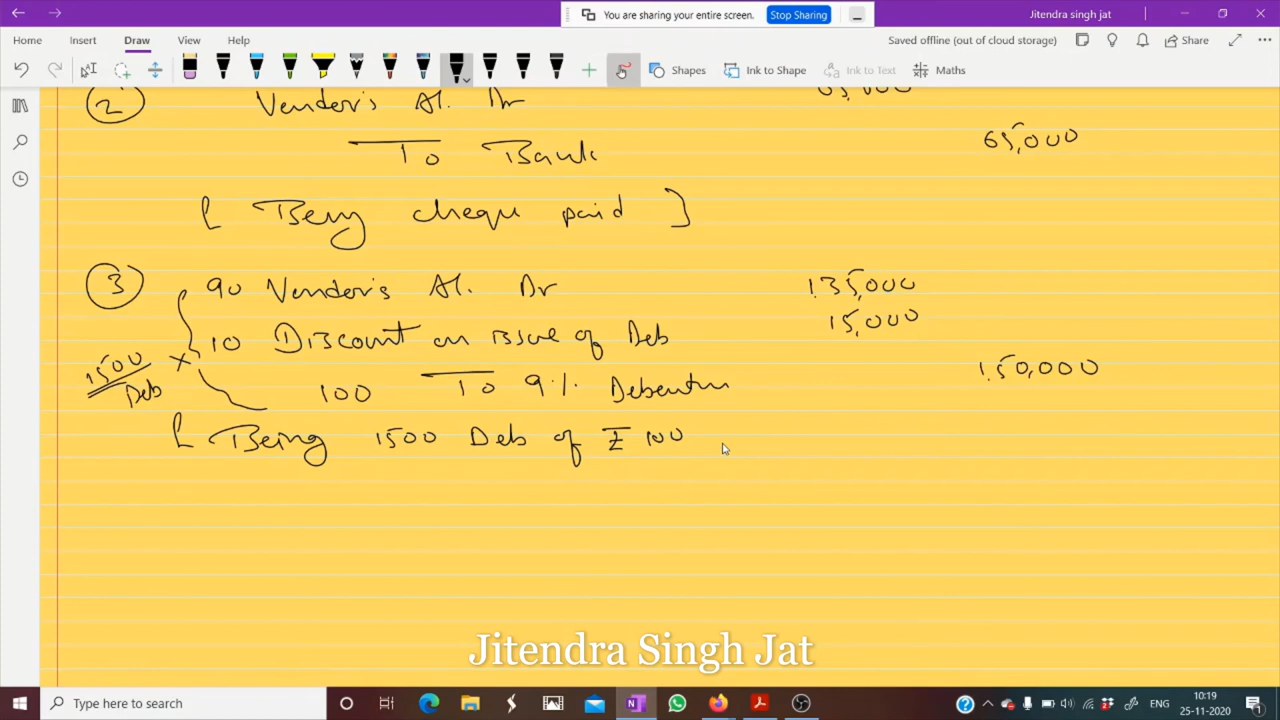 You are sharing your entire screen. Stop Sharing
Jitendra singh jat
Home Insert Draw View Help
Saved offline (out of cloud storage)
Share
Shapes Ink to Shape Ink to Text Maths
2 Vendor's A/. Dr
To Bank 65,000
[ Being cheque paid ]
3 90 Vendor's A/. Dr 1,35,000
10 Discount on issue of Deb 15,000
1500 Deb ×
100 To 9% Debenture 1,50,000
[ Being 1500 Deb of ₹ 100
Jitendra Singh Jat
Type here to search
ENG
10:19
25-11-2020